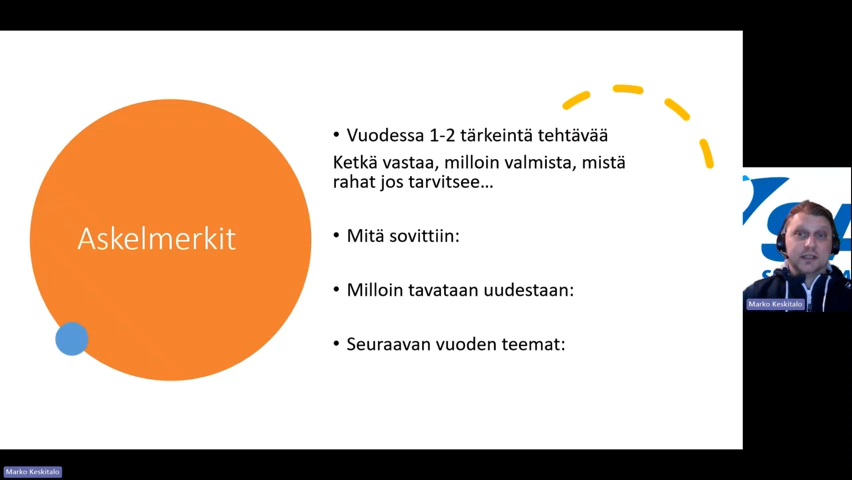 Askelmerkit
• Vuodessa 1-2 tärkeintä tehtävää
Ketkä vastaa, milloin valmista, mistä
rahat jos tarvitsee…
• Mitä sovittiin:
• Milloin tavataan uudestaan:
• Seuraavan vuoden teemat:
Marko Keskitalo
Marko Keskitalo